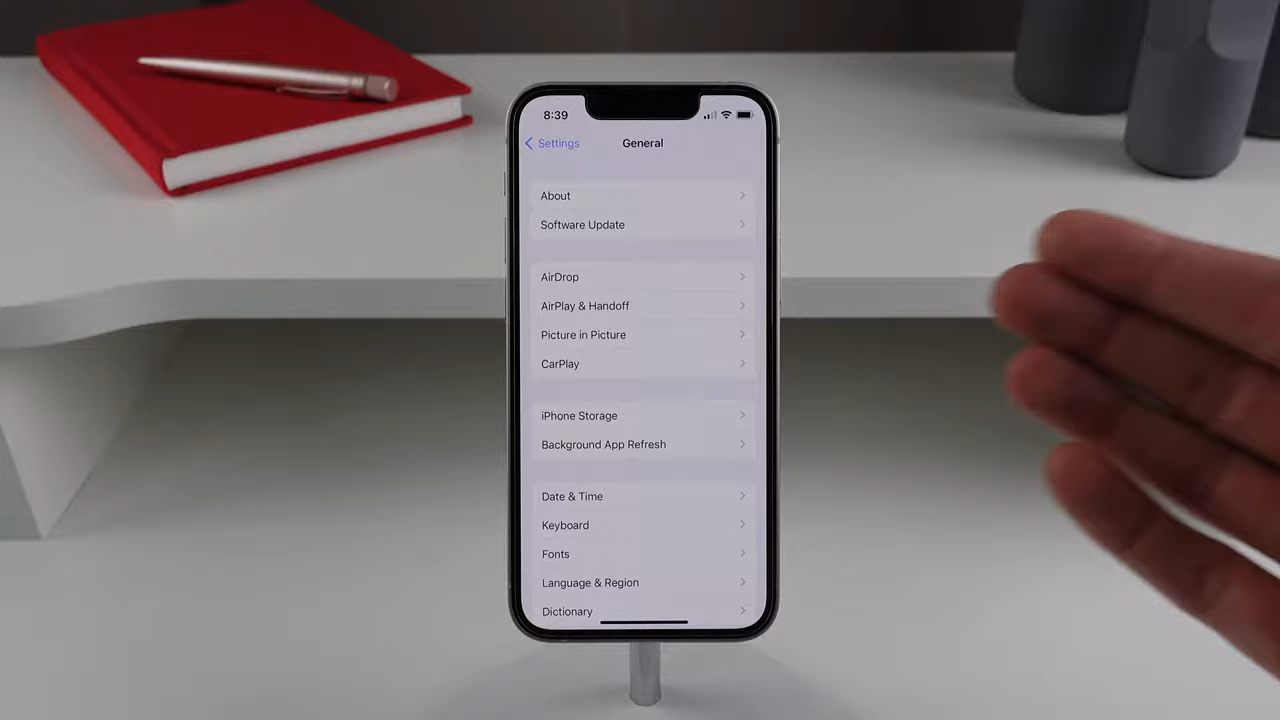 8:39
Settings
General
About
Software Update
AirDrop
AirPlay & Handoff
Picture in Picture
CarPlay
iPhone Storage
Background App Refresh
Date & Time
Keyboard
Fonts
Language & Region
Dictionary